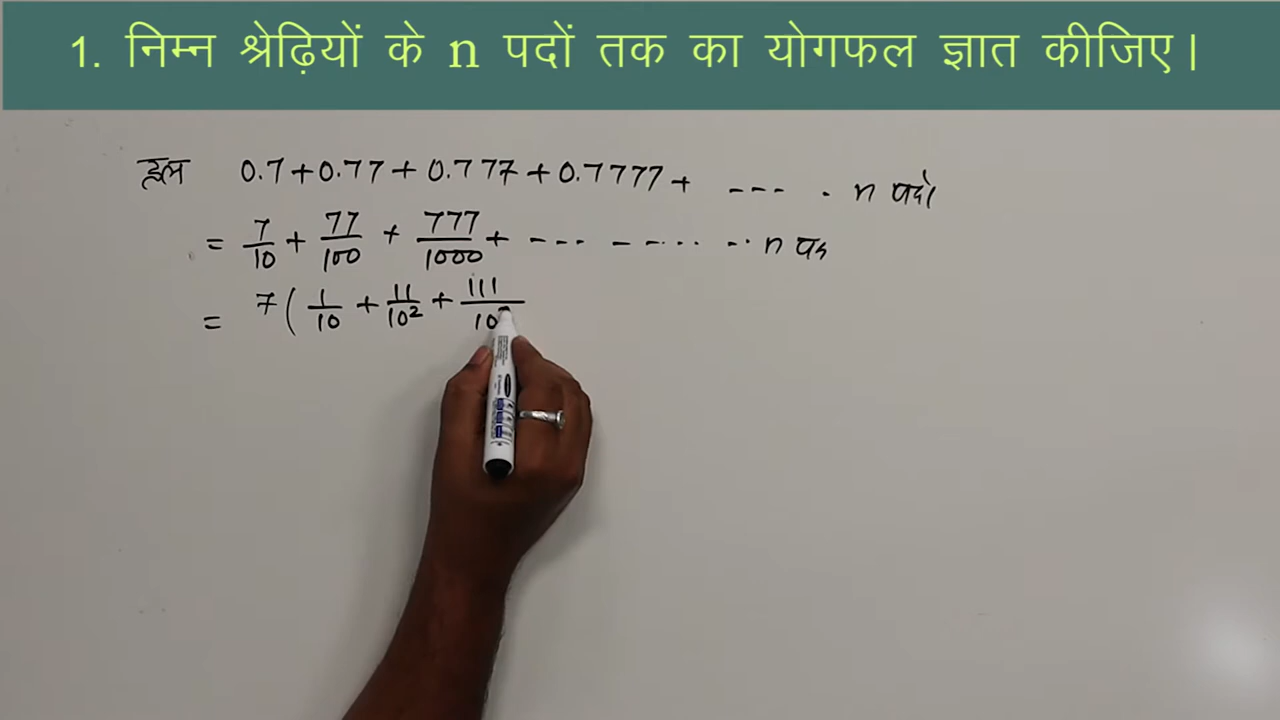 1. निम्न श्रेढ़ियों के n पदों तक का योगफल ज्ञात कीजिए।
हल 0.7+0.77+0.777+0.7777+ --- . n पदों
= 7/10 + 77/100 + 777/1000 + --- -···· -·· n पद
= 7( 1/10 + 11/10² + 111/10